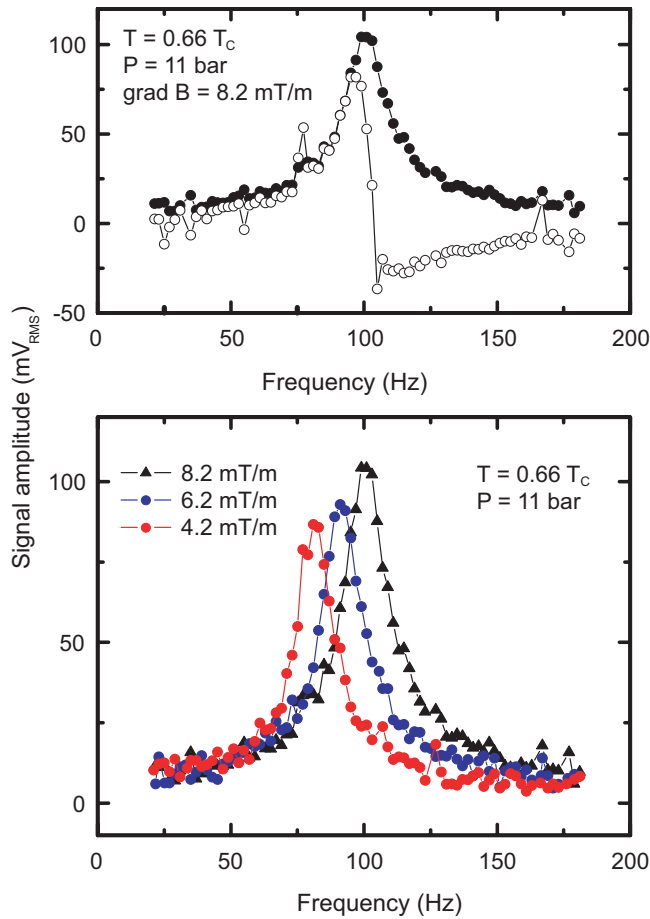 T = 0.66 T_C
P = 11 bar
grad B = 8.2 mT/m
100
50
0
-50
0
50
100
150
200
Frequency (Hz)
Signal amplitude (mV_RMS)
8.2 mT/m
6.2 mT/m
4.2 mT/m
T = 0.66 T_C
P = 11 bar
100
50
0
0
50
100
150
200
Frequency (Hz)